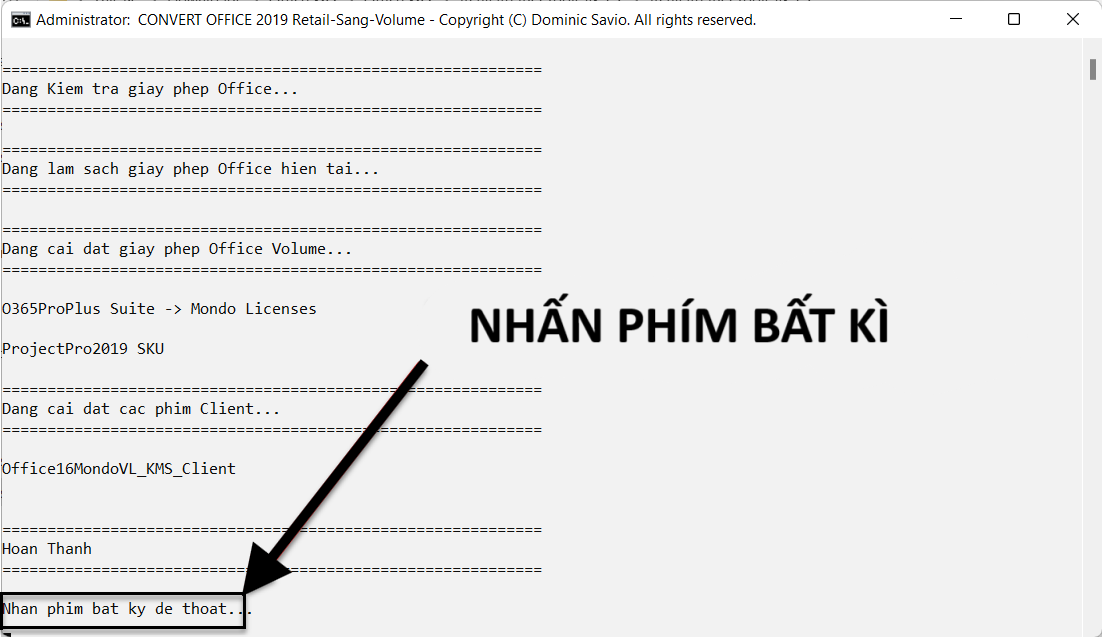 Administrator:  CONVERT OFFICE 2019 Retail-Sang-Volume - Copyright (C) Dominic Savio. All rights reserved.
============================================================
Dang Kiem tra giay phep Office...
============================================================
============================================================
Dang lam sach giay phep Office hien tai...
============================================================
============================================================
Dang cai dat giay phep Office Volume...
============================================================
O365ProPlus Suite -> Mondo Licenses
NHẤN PHÍM BẤT KÌ
ProjectPro2019 SKU
============================================================
Dang cai dat cac phim Client...
============================================================
Office16MondoVL_KMS_Client
============================================================
Hoan Thanh
============================================================
Nhan phim bat ky de thoat...